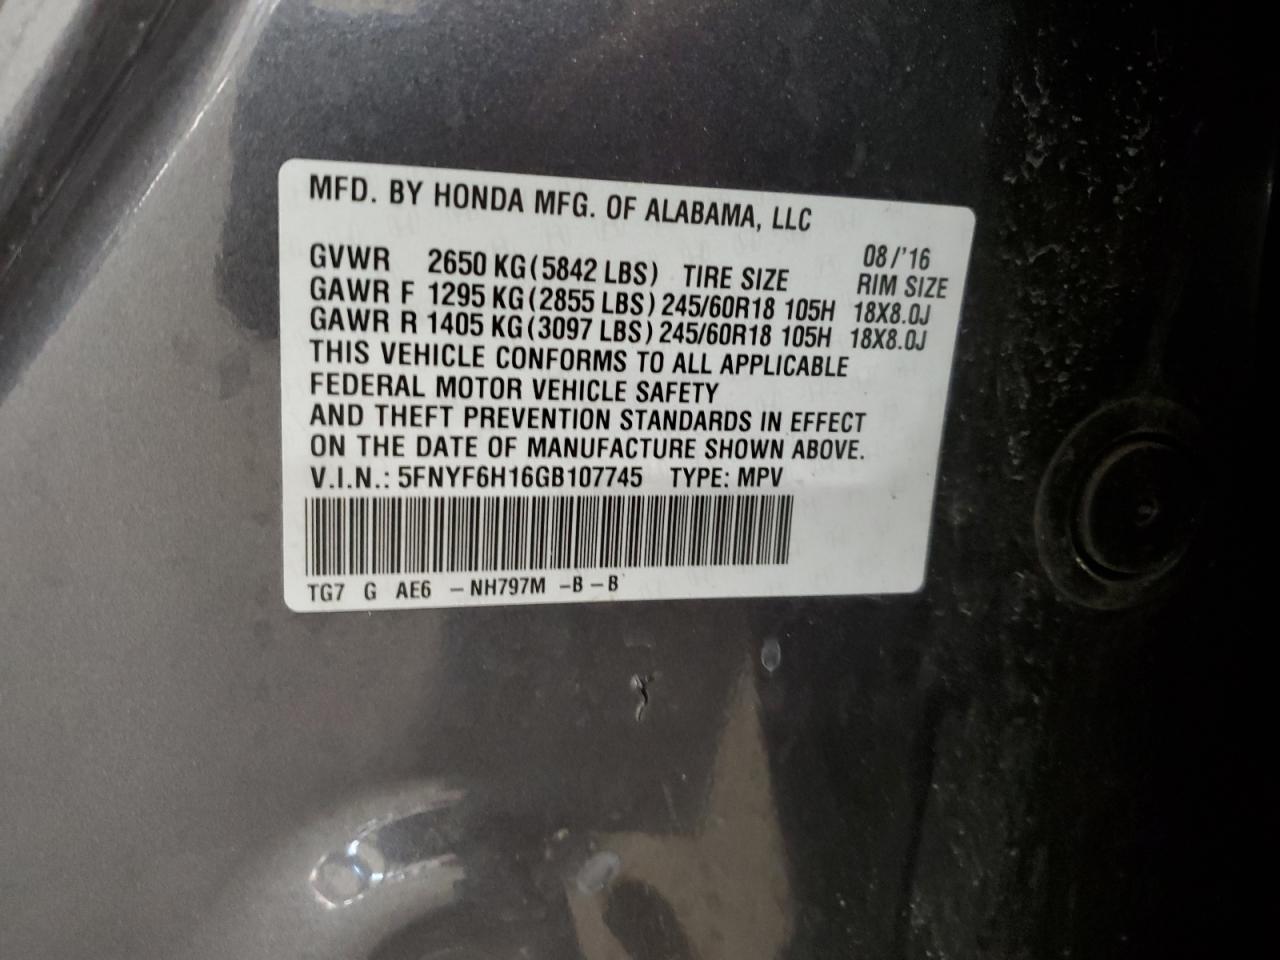 MFD. BY HONDA MFG. OF ALABAMA, LLC
08/'16
GVWR 2650 KG(5842 LBS) TIRE SIZE RIM SIZE
GAWR F 1295 KG(2855 LBS) 245/60R18 105H 18X8.0J
GAWR R 1405 KG(3097 LBS) 245/60R18 105H 18X8.0J
THIS VEHICLE CONFORMS TO ALL APPLICABLE
FEDERAL MOTOR VEHICLE SAFETY
AND THEFT PREVENTION STANDARDS IN EFFECT
ON THE DATE OF MANUFACTURE SHOWN ABOVE.
V.I.N.: 5FNYF6H16GB107745 TYPE: MPV
TG7 G AE6 – NH797M –B – B